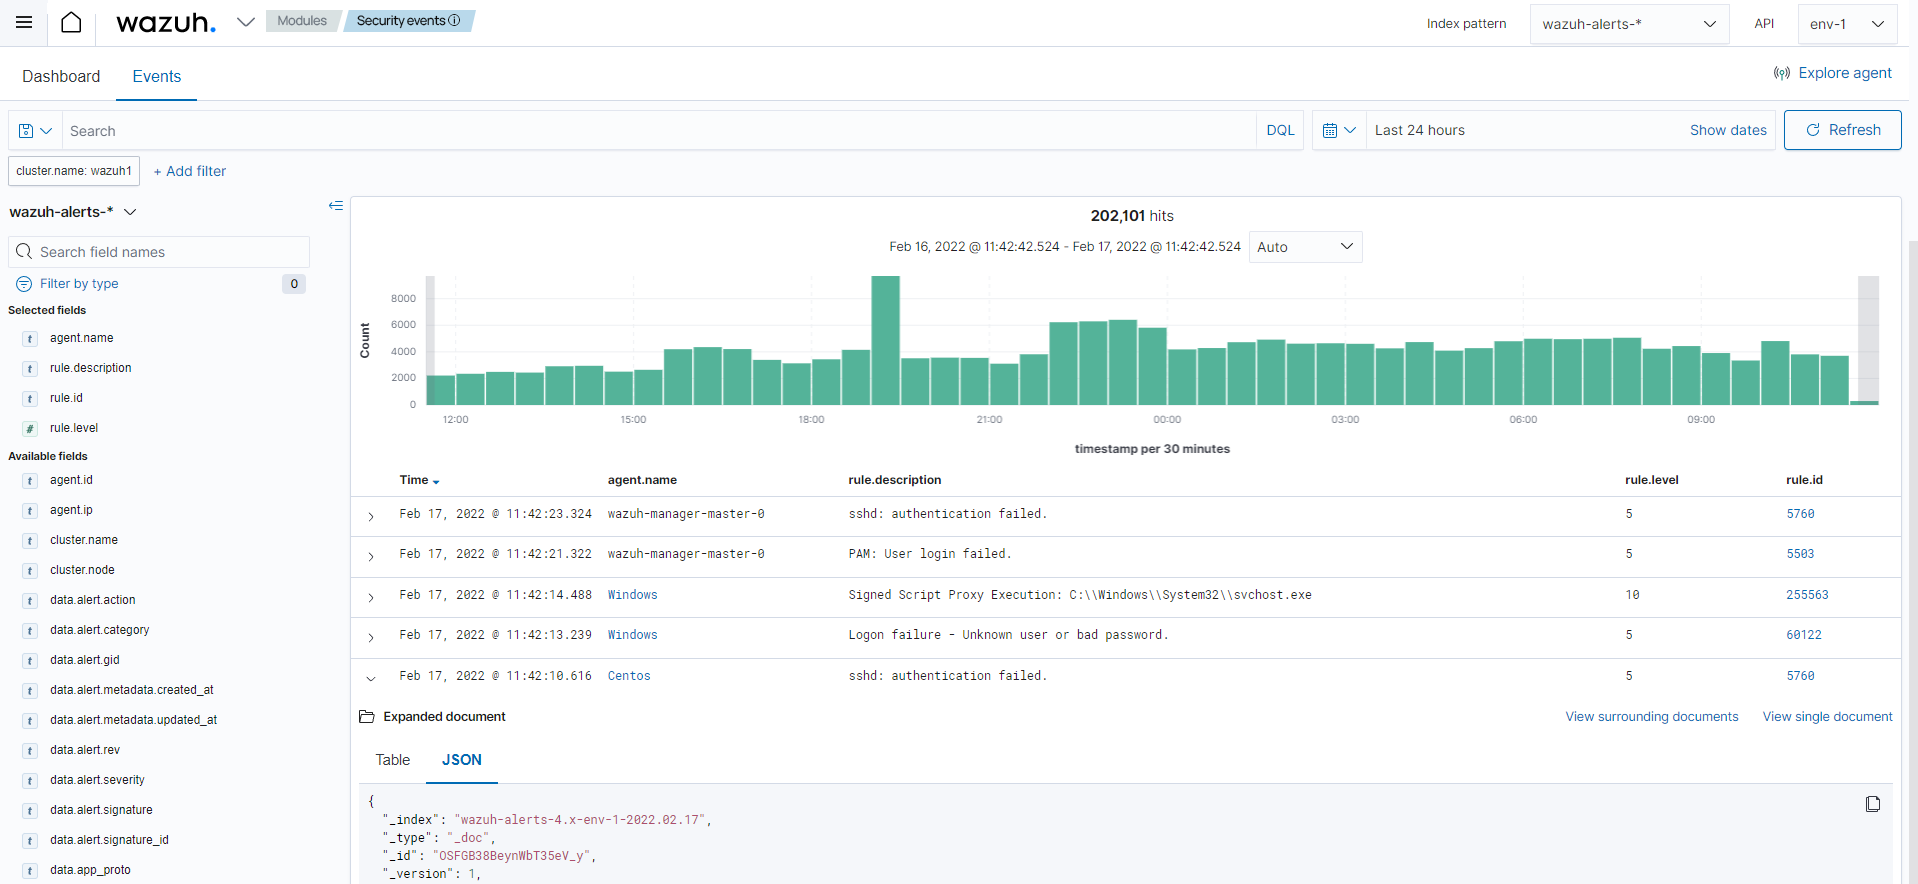 wazuh.
Modules
Security events
Index pattern
wazuh-alerts-*
API
env-1
Dashboard
Events
Explore agent
Search
DQL
Last 24 hours
Show dates
Refresh
cluster.name: wazuh1
+ Add filter
wazuh-alerts-*
Search field names
Filter by type
0
Selected fields
t agent.name
t rule.description
t rule.id
# rule.level
Available fields
t agent.id
t agent.ip
t cluster.name
t cluster.node
t data.alert.action
t data.alert.category
t data.alert.gid
t data.alert.metadata.created_at
t data.alert.metadata.updated_at
t data.alert.rev
t data.alert.severity
t data.alert.signature
t data.alert.signature_id
t data.app_proto
202,101 hits
Feb 16, 2022 @ 11:42:42.524 - Feb 17, 2022 @ 11:42:42.524
Auto
Count
8000
6000
4000
2000
0
12:00 15:00 18:00 21:00 00:00 03:00 06:00 09:00
timestamp per 30 minutes
Time agent.name rule.description rule.level rule.id
Feb 17, 2022 @ 11:42:23.324 wazuh-manager-master-0 sshd: authentication failed. 5 5760
Feb 17, 2022 @ 11:42:21.322 wazuh-manager-master-0 PAM: User login failed. 5 5503
Feb 17, 2022 @ 11:42:14.488 Windows Signed Script Proxy Execution: C:\\Windows\\System32\\svchost.exe 10 255563
Feb 17, 2022 @ 11:42:13.239 Windows Logon failure - Unknown user or bad password. 5 60122
Feb 17, 2022 @ 11:42:10.616 Centos sshd: authentication failed. 5 5760
Expanded document
View surrounding documents
View single document
Table
JSON
{
"_index": "wazuh-alerts-4.x-env-1-2022.02.17",
"_type": "_doc",
"_id": "OSFGB38BeynWbT35eV_y",
"_version": 1,